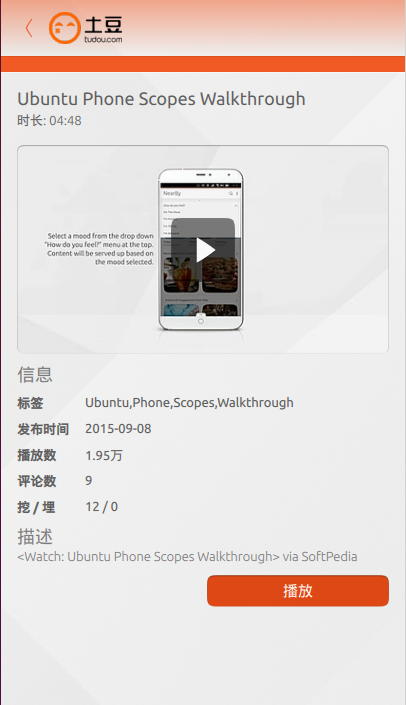 土豆
tudou.com
Ubuntu Phone Scopes Walkthrough
时长: 04:48
NearBy
How do you feel?
Select a mood from the drop down
"How do you feel?" menu at the top.
Content will be served up based on
the mood selected.
信息
标签 Ubuntu,Phone,Scopes,Walkthrough
发布时间 2015-09-08
播放数 1.95万
评论数 9
挖 / 埋 12 / 0
描述
<Watch: Ubuntu Phone Scopes Walkthrough> via SoftPedia
播放